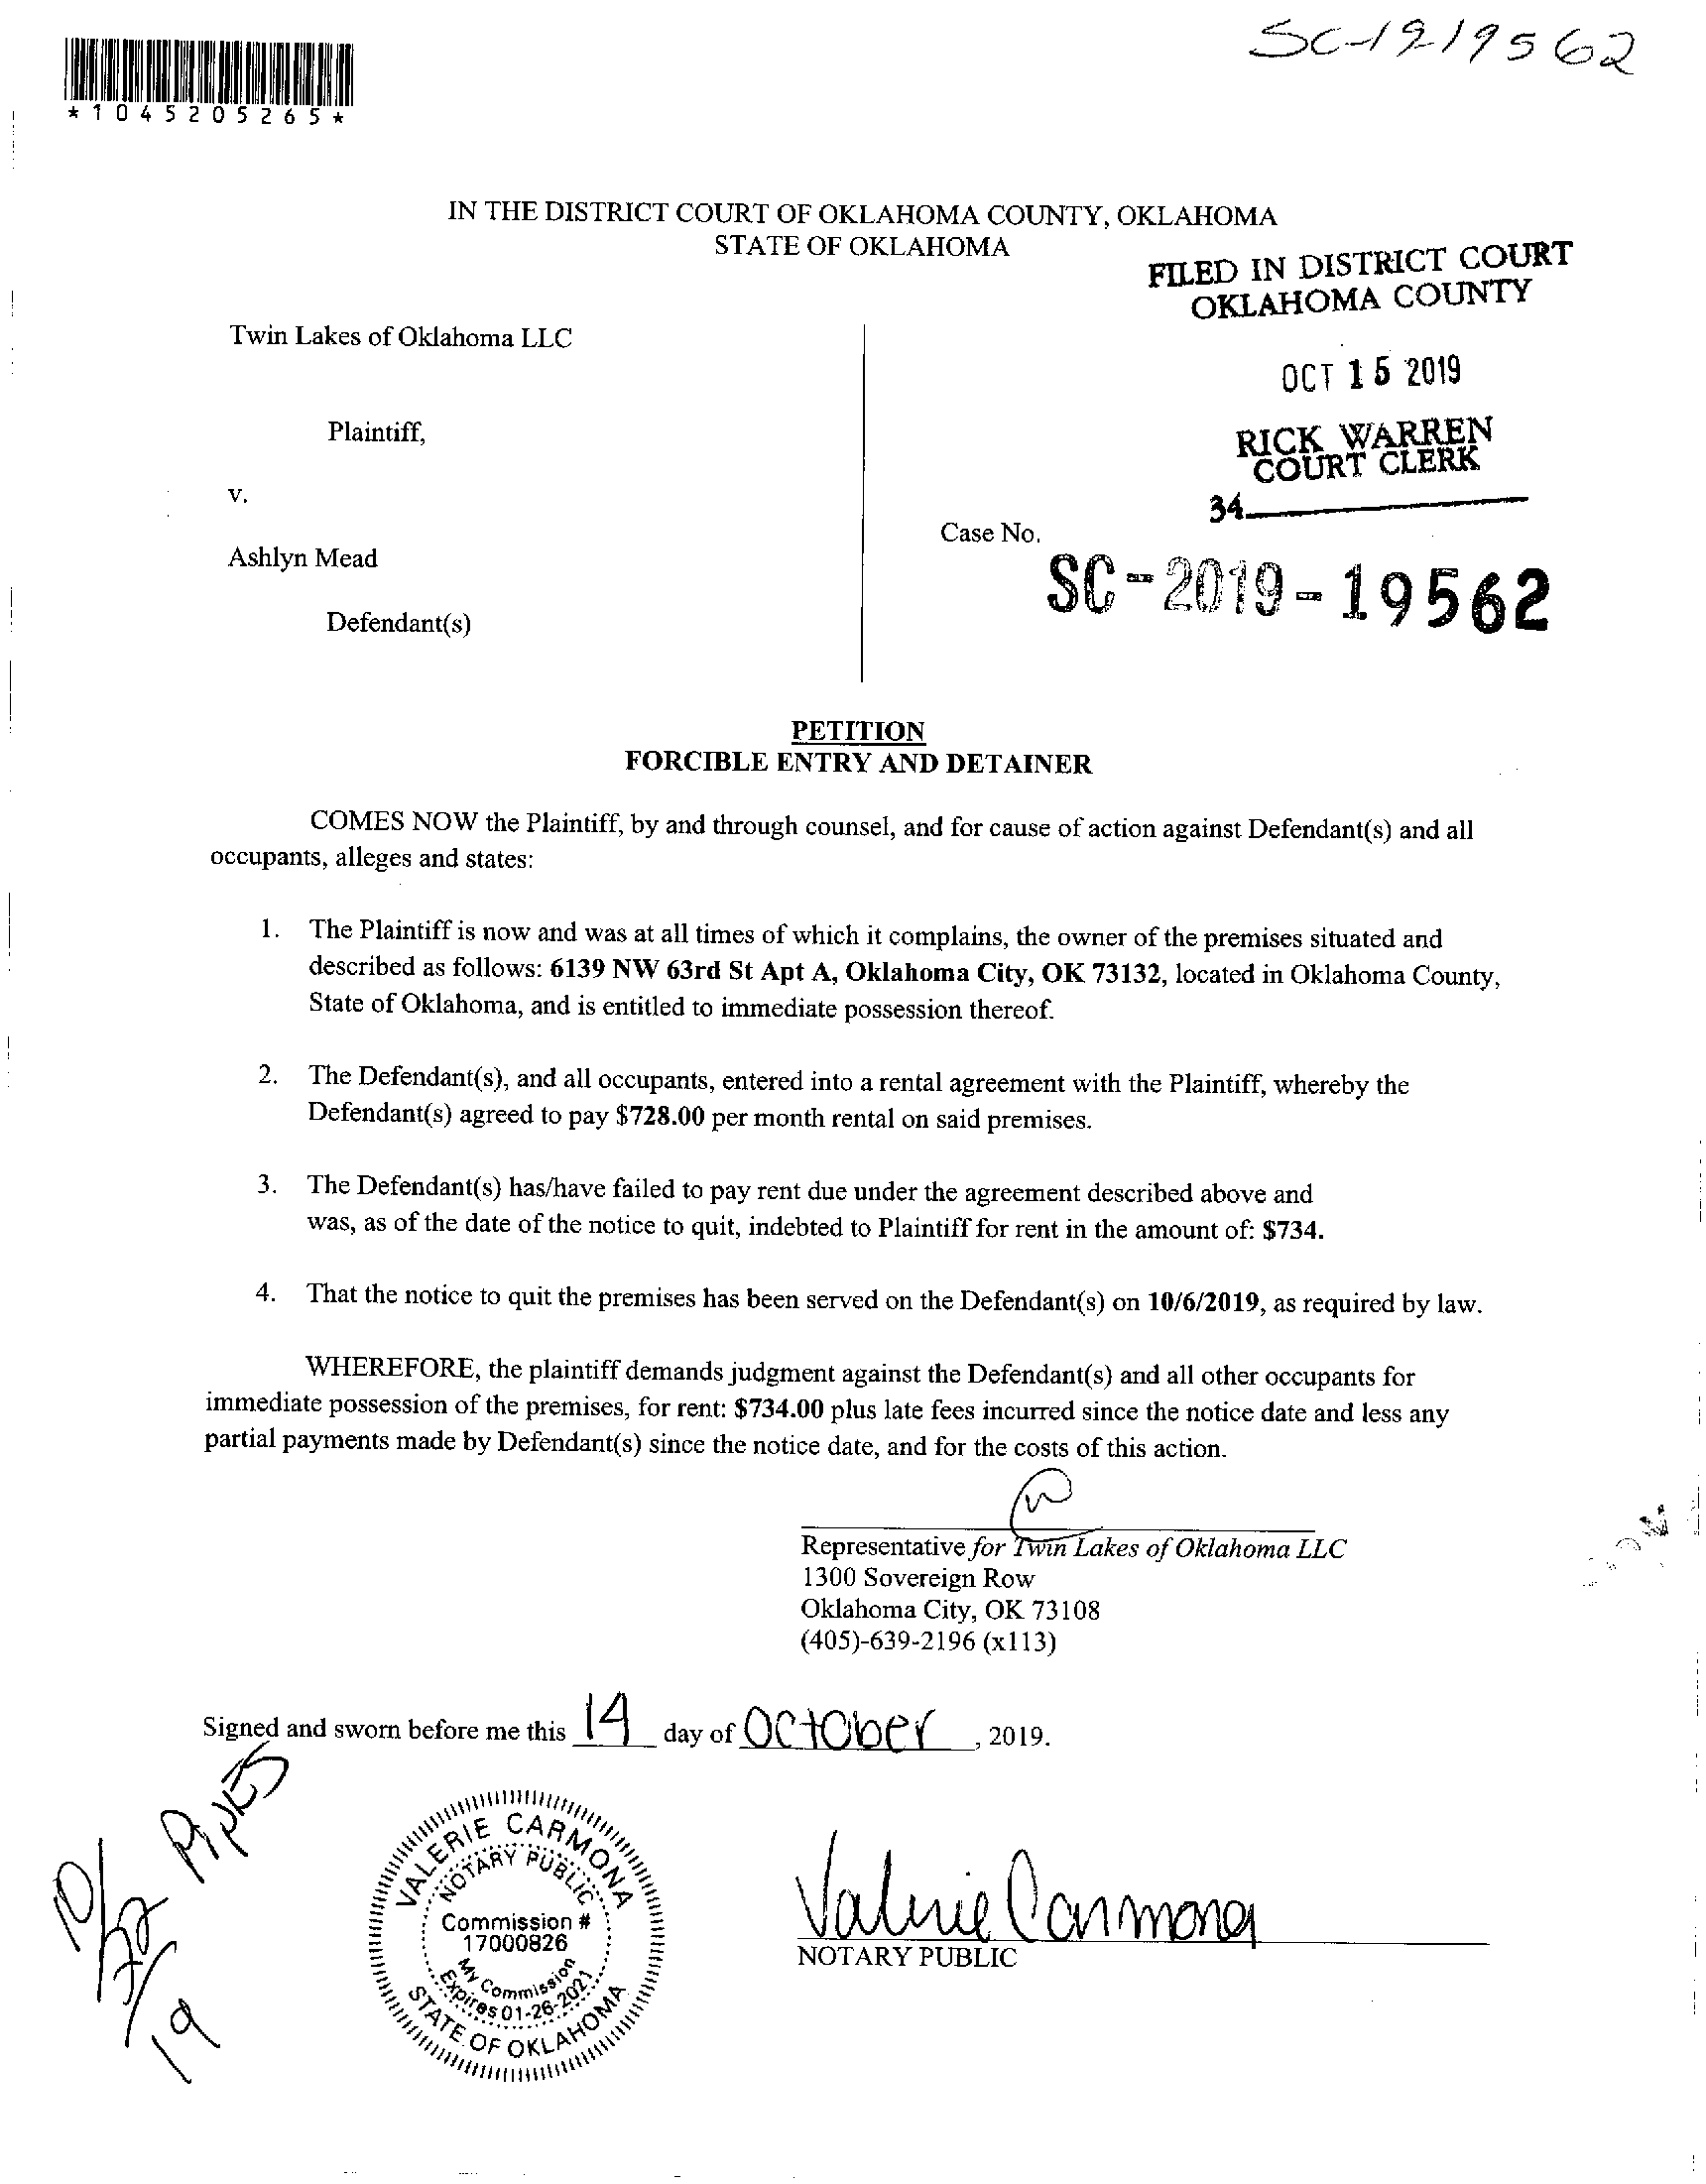 SC-1919562
*1045205265*
IN THE DISTRICT COURT OF OKLAHOMA COUNTY, OKLAHOMA
STATE OF OKLAHOMA
FILED IN DISTRICT COURT
OKLAHOMA COUNTY
Twin Lakes of Oklahoma LLC
OCT 15 2019
Plaintiff,
RICK WARREN
COURT CLERK
v.
34
Case No.
Ashlyn Mead
SC-2019-19562
Defendant(s)
PETITION
FORCIBLE ENTRY AND DETAINER
COMES NOW the Plaintiff, by and through counsel, and for cause of action against Defendant(s) and all
occupants, alleges and states:
1. The Plaintiff is now and was at all times of which it complains, the owner of the premises situated and
described as follows: 6139 NW 63rd St Apt A, Oklahoma City, OK 73132, located in Oklahoma County,
State of Oklahoma, and is entitled to immediate possession thereof.
2. The Defendant(s), and all occupants, entered into a rental agreement with the Plaintiff, whereby the
Defendant(s) agreed to pay $728.00 per month rental on said premises.
3. The Defendant(s) has/have failed to pay rent due under the agreement described above and
was, as of the date of the notice to quit, indebted to Plaintiff for rent in the amount of: $734.
4. That the notice to quit the premises has been served on the Defendant(s) on 10/6/2019, as required by law.
WHEREFORE, the plaintiff demands judgment against the Defendant(s) and all other occupants for
immediate possession of the premises, for rent: $734.00 plus late fees incurred since the notice date and less any
partial payments made by Defendant(s) since the notice date, and for the costs of this action.
Representative for Twin Lakes of Oklahoma LLC
1300 Sovereign Row
Oklahoma City, OK 73108
(405)-639-2196 (x113)
Signed and sworn before me this 14 day of October, 2019.
VALERIE CARMONA
NOTARY PUBLIC
Commission #
17000826
My Commission
Expires 01-26-2021
STATE OF OKLAHOMA
Valerie Carmona
NOTARY PUBLIC